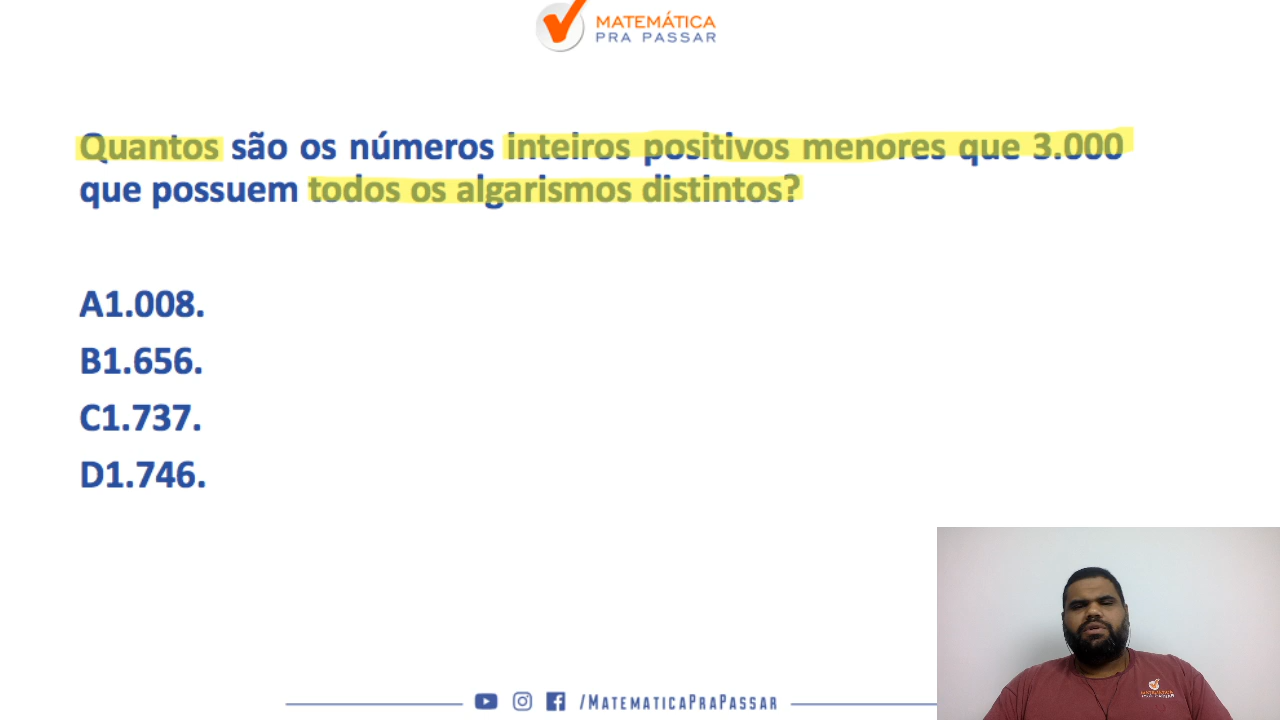 MATEMÁTICA
PRA PASSAR
Quantos são os números inteiros positivos menores que 3.000
que possuem todos os algarismos distintos?
A1.008.
B1.656.
C1.737.
D1.746.
/MATEMATICAPRAPASSAR